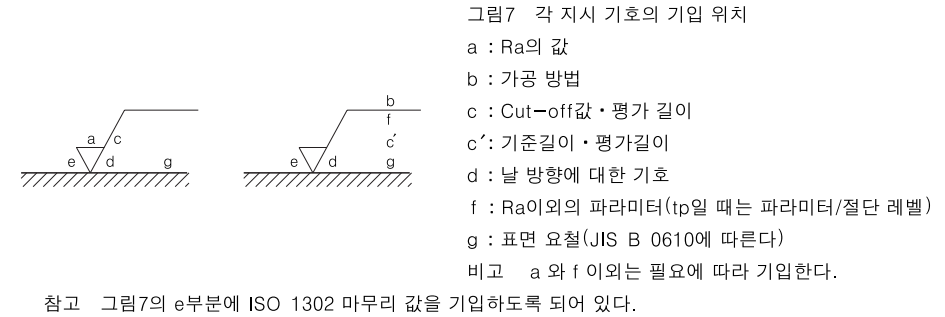 그림7 각 지시 기호의 기입 위치
a : Ra의 값
b : 가공 방법
c : Cut-off값·평가 길이
c′: 기준길이·평가길이
d : 날 방향에 대한 기호
f : Ra이외의 파라미터(tp일 때는 파라미터/절단 레벨)
g : 표면 요철(JIS B 0610에 따른다)
비고 a 와 f 이외는 필요에 따라 기입한다.
a c
e d g
b
f
c′
e d g
참고 그림7의 e부분에 ISO 1302 마무리 값을 기입하도록 되어 있다.